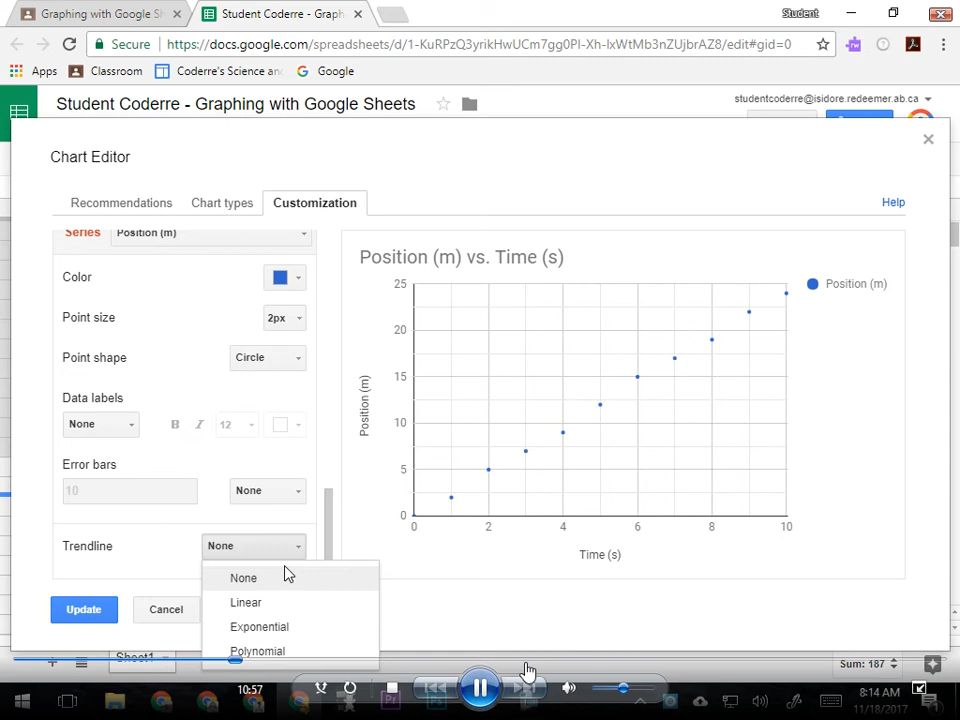 Graphing with Google Sh
Student Coderre - Graph
Student
Secure
https://docs.google.com/spreadsheets/d/1-KuRPzQ3yrikHwUCm7gg0PI-Xh-IxWtMb3nZUjbrAZ8/edit#gid=0
Apps
Classroom
Coderre's Science an
Google
Student Coderre - Graphing with Google Sheets
studentcoderre@isidore.redeemer.ab.ca
Chart Editor
Recommendations
Chart types
Customization
Help
Series
Position (m)
Color
Point size
2px
Point shape
Circle
Data labels
None
B
I
12
Error bars
10
None
Trendline
None
None
Linear
Exponential
Polynomial
Update
Cancel
Position (m) vs. Time (s)
Position (m)
25
20
15
10
5
0
Position (m)
0 2 4 6 8 10
Time (s)
Sheet1
Sum: 187
10:57
8:14 AM
11/18/2017